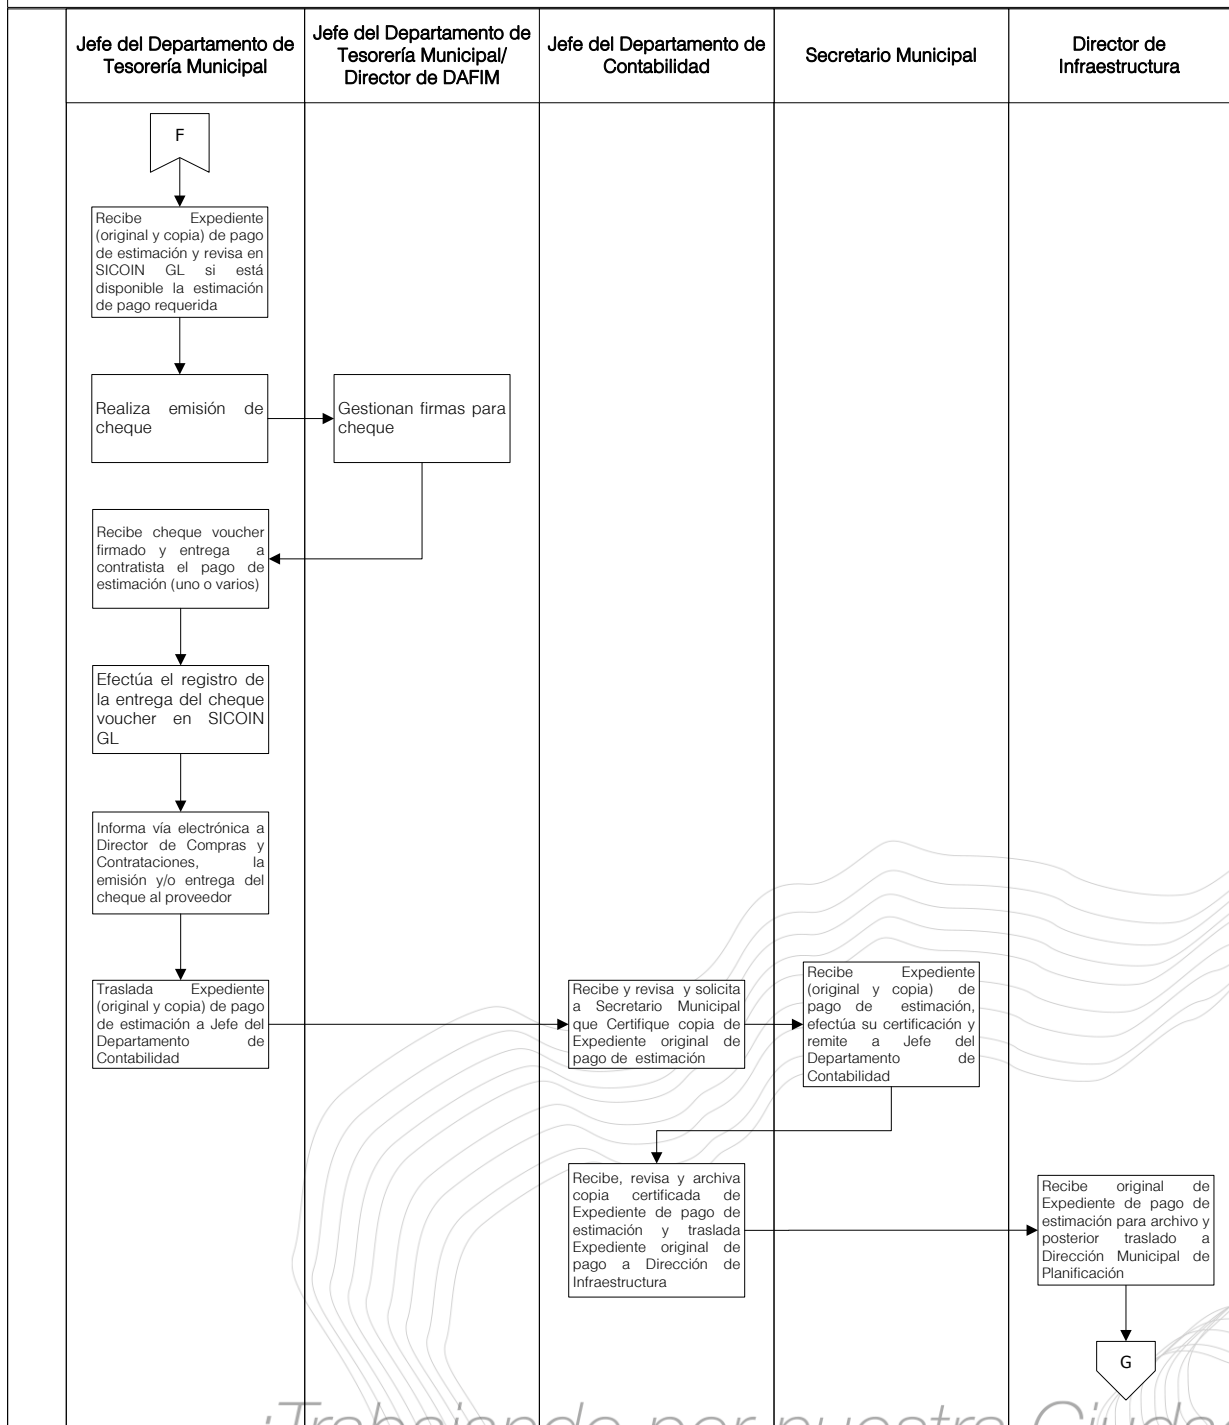 Jefe del Departamento de
Tesorería Municipal
Jefe del Departamento de
Tesorería Municipal/
Director de DAFIM
Jefe del Departamento de
Contabilidad
Secretario Municipal
Director de
Infraestructura
F
Recibe Expediente
(original y copia) de pago
de estimación y revisa en
SICOIN GL si está
disponible la estimación
de pago requerida
Realiza emisión de
cheque
Gestionan firmas para
cheque
Recibe cheque voucher
firmado y entrega a
contratista el pago de
estimación (uno o varios)
Efectúa el registro de
la entrega del cheque
voucher en SICOIN
GL
Informa vía electrónica a
Director de Compras y
Contrataciones, la
emisión y/o entrega del
cheque al proveedor
Traslada Expediente
(original y copia) de pago
de estimación a Jefe del
Departamento de
Contabilidad
Recibe y revisa y solicita
a Secretario Municipal
que Certifique copia de
Expediente original de
pago de estimación
Recibe Expediente
(original y copia) de
pago de estimación,
efectúa su certificación y
remite a Jefe del
Departamento de
Contabilidad
Recibe, revisa y archiva
copia certificada de
Expediente de pago de
estimación y traslada
Expediente original de
pago a Dirección de
Infraestructura
Recibe original de
Expediente de pago de
estimación para archivo y
posterior traslado a
Dirección Municipal de
Planificación
G
¡Trabajando por nuestra Ciudad